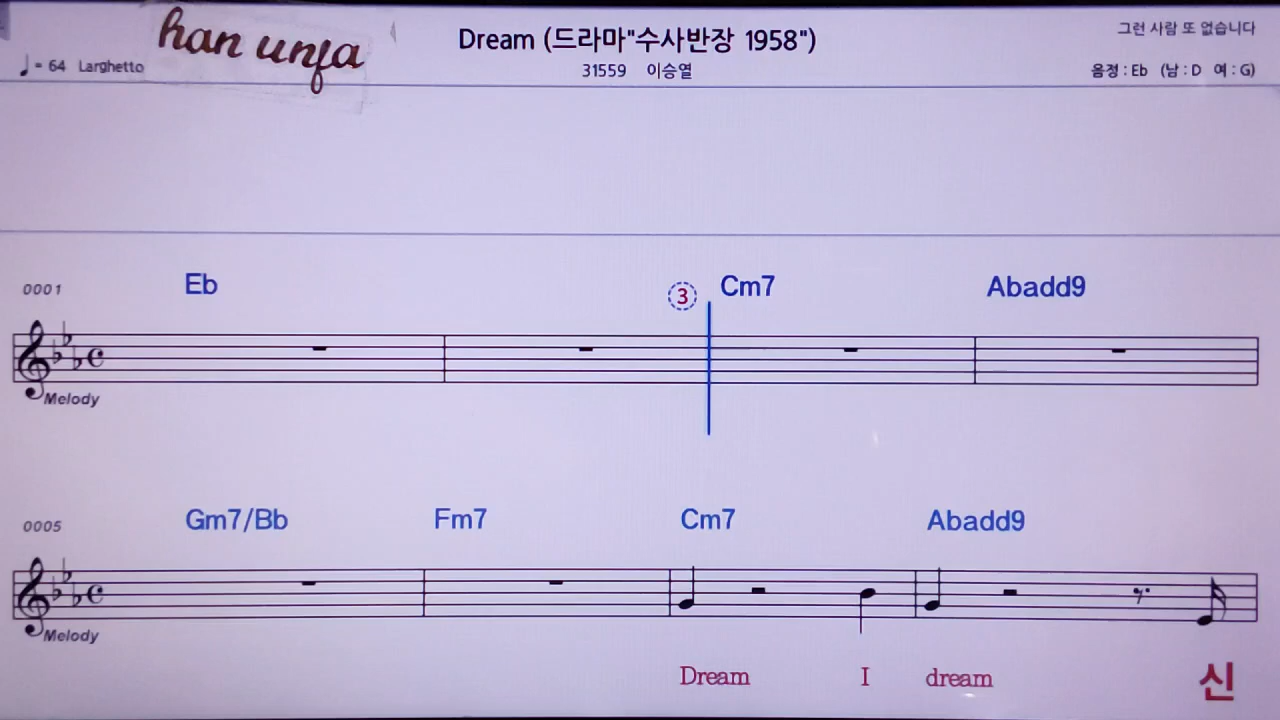 han unfa
Dream (드라마"수사반장 1958")
그런 사람 또 없습니다
♩ = 64 Larghetto
31559 이승열
음정 : Eb (남 : D 여 : G)
0001 Eb ③ Cm7 Abadd9
Melody
0005 Gm7/Bb Fm7 Cm7 Abadd9
Melody
Dream I dream 신